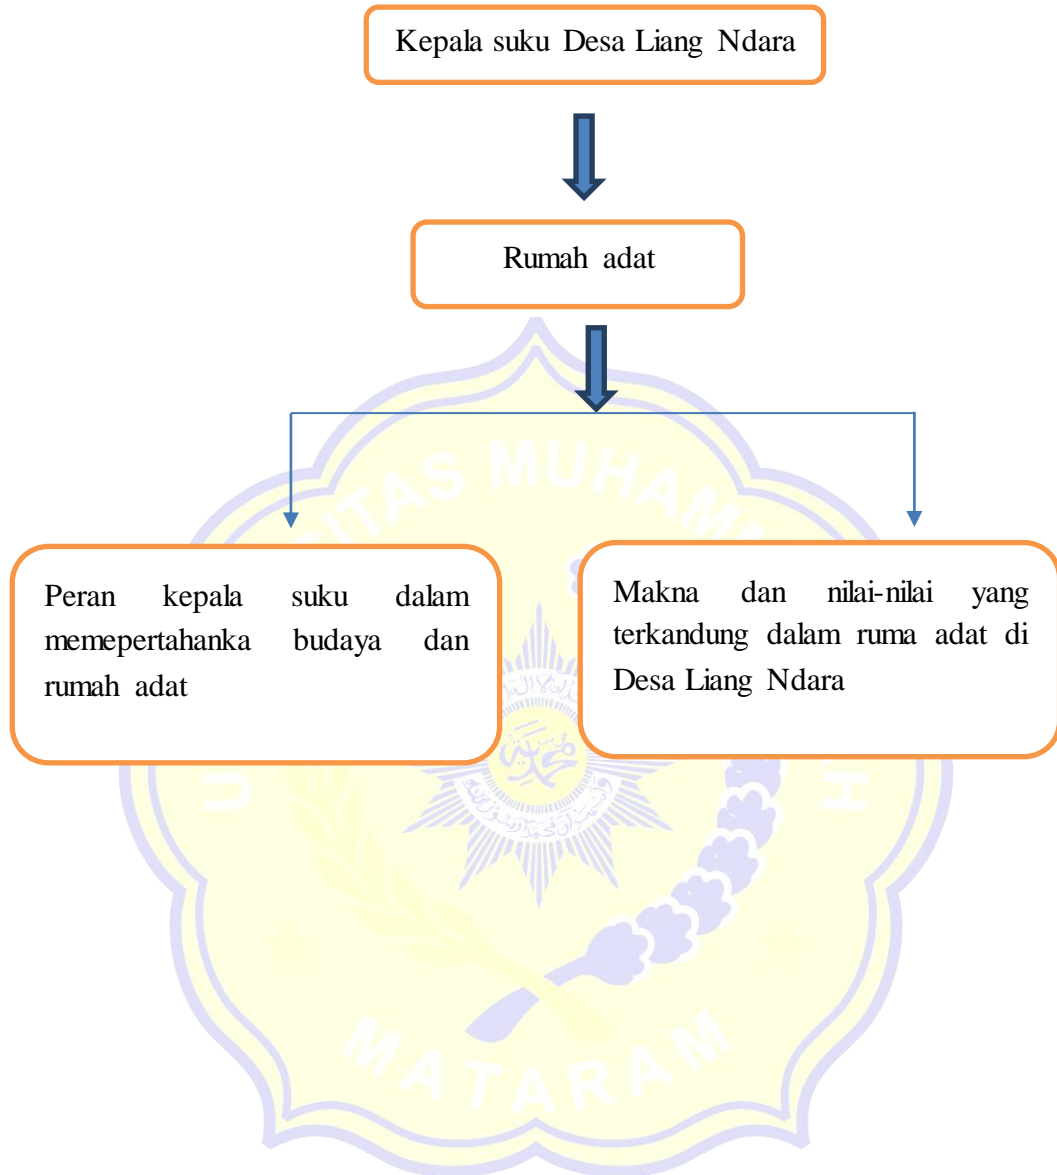 Kepala suku Desa Liang Ndara
Rumah adat
Peran kepala suku dalam
memepertahanka budaya dan
rumah adat
Makna dan nilai-nilai yang
terkandung dalam ruma adat di
Desa Liang Ndara
MATARAM